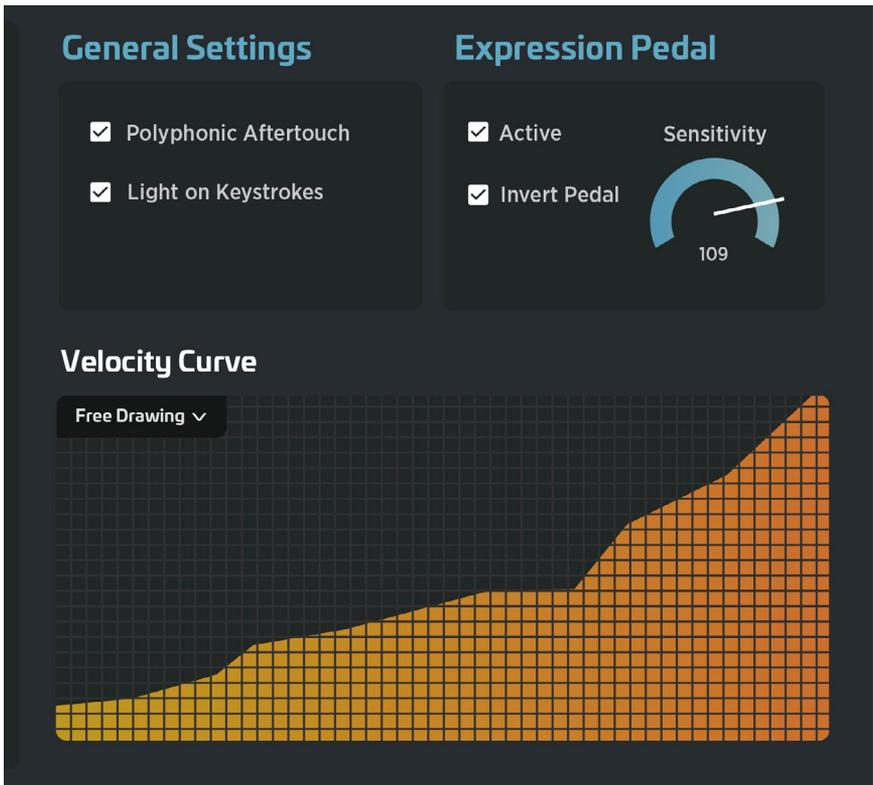 General Settings
Polyphonic Aftertouch
Light on Keystrokes
Expression Pedal
Active
Invert Pedal
Sensitivity
109
Velocity Curve
Free Drawing